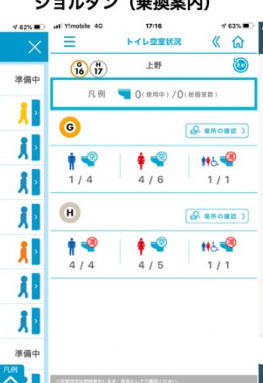 ジョルダン（乗換案内）
62%
Y!mobile 4G 17:16 63%
トイレ空室状況
G 16 H 17 上野
準備中
凡例 0(使用中)/0(総個室数)
G 場所の確認
1/4 4/6 1/1
H 場所の確認
4/4 4/5 1/1
準備中
凡例